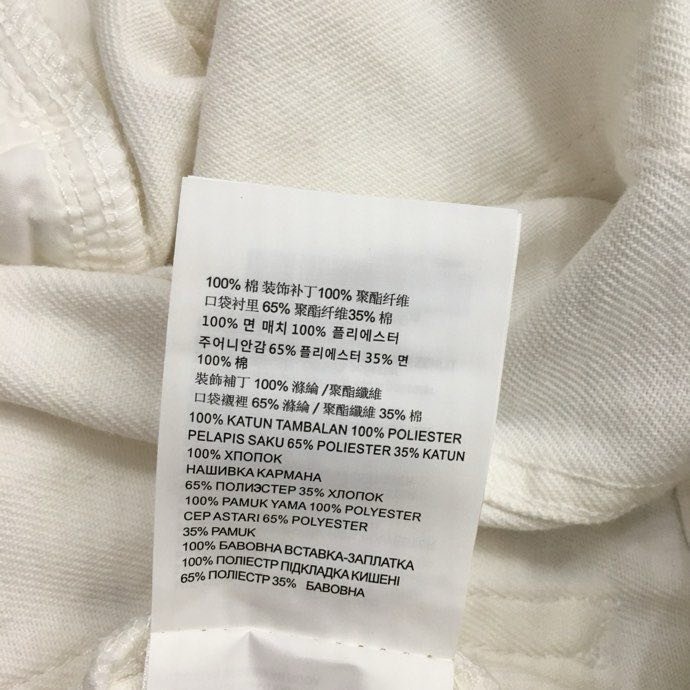 100% 棉 装饰补丁100% 聚酯纤维
口袋衬里 65% 聚酯纤维35% 棉
100% 면 매치 100% 플리에스터
주어니안감 65% 플리에스터 35% 면
100% 棉
裝飾補丁 100% 滌綸 /聚酯纖維
口袋襯裡 65% 滌綸 / 聚酯纖維 35% 棉
100% KATUN TAMBALAN 100% POLIESTER
PELAPIS SAKU 65% POLIESTER 35% KATUN
100% ХЛОПОК
НАШИВКА КАРМАНА
65% ПОЛИЭСТЕР 35% ХЛОПОК
100% PAMUK YAMA 100% POLYESTER
CEP ASTARI 65% POLYESTER
35% PAMUK
100% БАВОВНА ВСТАВКА-ЗАПЛАТКА
100% ПОЛІЕСТР ПІДКЛАДКА КИШЕНІ
65% ПОЛІЕСТР 35% БАВОВНА